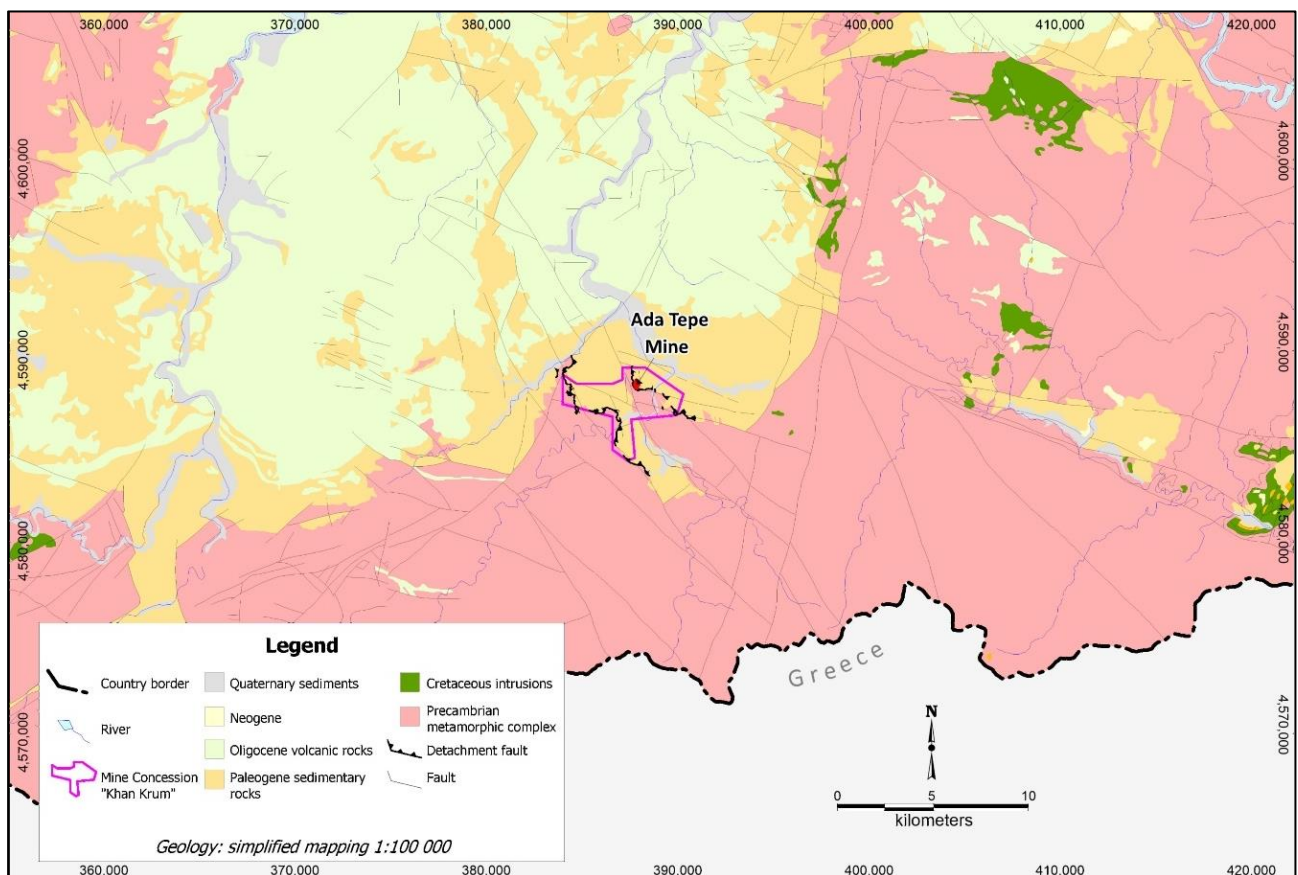 360,000 370,000 380,000 390,000 400,000 410,000 420,000
4,600,000 4,600,000
Ada Tepe
Mine
4,590,000 4,590,000
4,580,000 4,580,000
Greece
4,570,000 4,570,000
Legend
Country border
River
Mine Concession
"Khan Krum"
Quaternary sediments
Neogene
Oligocene volcanic rocks
Paleogene sedimentary
rocks
Cretaceous intrusions
Precambrian
metamorphic complex
Detachment fault
Fault
Geology: simplified mapping 1:100 000
N
0 5 10
kilometers
360,000 370,000 380,000 390,000 400,000 410,000 420,000